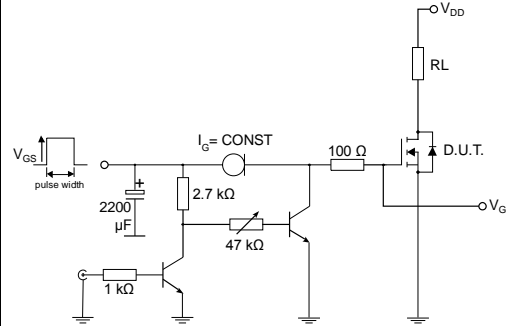 VDD
RL
IG= CONST
100 Ω
D.U.T.
VGS
pulse width
+
2200
μF
2.7 kΩ
47 kΩ
VG
1 kΩ